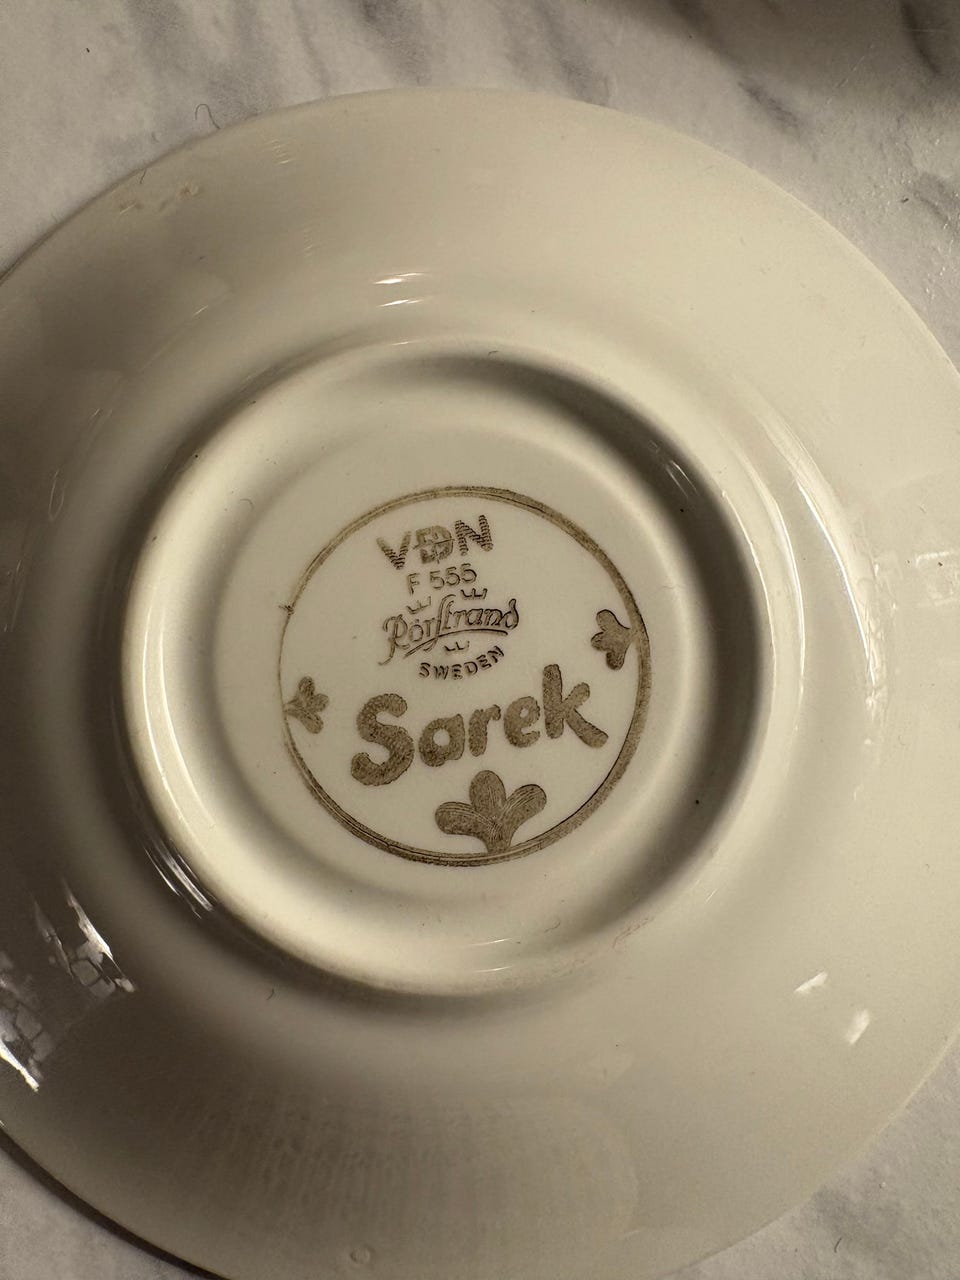 VDN
F 555
Rörstrand
SWEDEN
Sarek